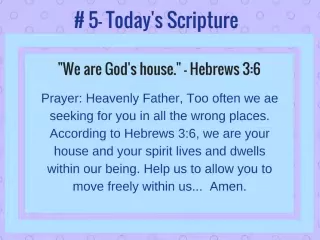 # 5- Today's Scripture
"We are God's house." - Hebrews 3:6
Prayer: Heavenly Father, Too often we ae
seeking for you in all the wrong places.
According to Hebrews 3:6, we are your
house and your spirit lives and dwells
within our being. Help us to allow you to
move freely within us... Amen.